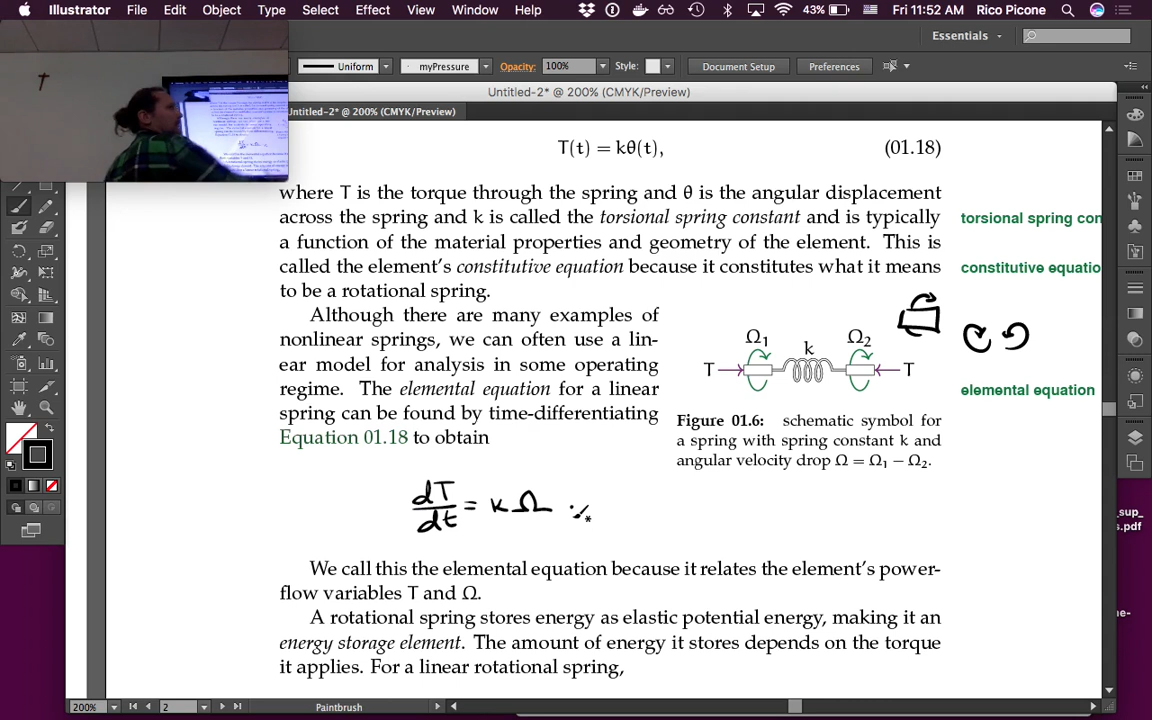 Illustrator File Edit Object Type Select Effect View Window Help 43% Fri 11:52 AM Rico Picone
Essentials
Uniform myPressure Opacity: 100% Style: Document Setup Preferences
Untitled-2* @ 200% (CMYK/Preview)
Untitled-2* @ 200% (CMYK/Preview)
T(t) = kθ(t), (01.18)
where T is the torque through the spring and θ is the angular displacement
across the spring and k is called the torsional spring constant and is typically
a function of the material properties and geometry of the element. This is
called the element's constitutive equation because it constitutes what it means
to be a rotational spring.
torsional spring con
constitutive equatio
Although there are many examples of
nonlinear springs, we can often use a lin-
ear model for analysis in some operating
regime. The elemental equation for a linear
spring can be found by time-differentiating
Equation 01.18 to obtain
Ω₁ k Ω₂
T T
elemental equation
Figure 01.6: schematic symbol for
a spring with spring constant k and
angular velocity drop Ω = Ω₁ − Ω₂.
dT/dt = kΩ
We call this the elemental equation because it relates the element's power-
flow variables T and Ω.
A rotational spring stores energy as elastic potential energy, making it an
energy storage element. The amount of energy it stores depends on the torque
it applies. For a linear rotational spring,
_sup_
s.pdf
ne-
200% 2 Paintbrush